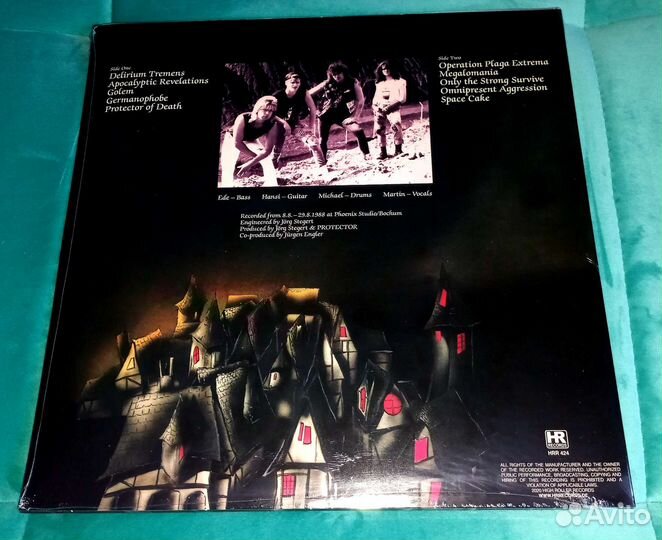 Side One
Delirium Tremens
Apocalyptic Revelations
Golem
Germanophobe
Protector of Death
Side Two
Operation Plaga Extrema
Megalomania
Only the Strong Survive
Omnipresent Aggression
Space Cake
Ede – Bass Hansi – Guitar Michael – Drums Martin – Vocals
Recorded from 8.8. – 29.8.1988 at Phoenix Studio/Bochum
Engineered by Jörg Stegert
Produced by Jörg Stegert & PROTECTOR
Co-produced by Jürgen Engler
HR
RECORDS
HRR 424
ALL RIGHTS OF THE MANUFACTURER AND THE OWNER
OF THE RECORDED WORK RESERVED. UNAUTHORIZED
PUBLIC PERFORMANCE, BROADCASTING, COPYING AND
HIRING OF THIS RECORDING IS PROHIBITED AND A
VIOLATION OF APPLICABLE LAWS.
2020 HIGH ROLLER RECORDS
WWW.HRRECORDS.DE
Avito